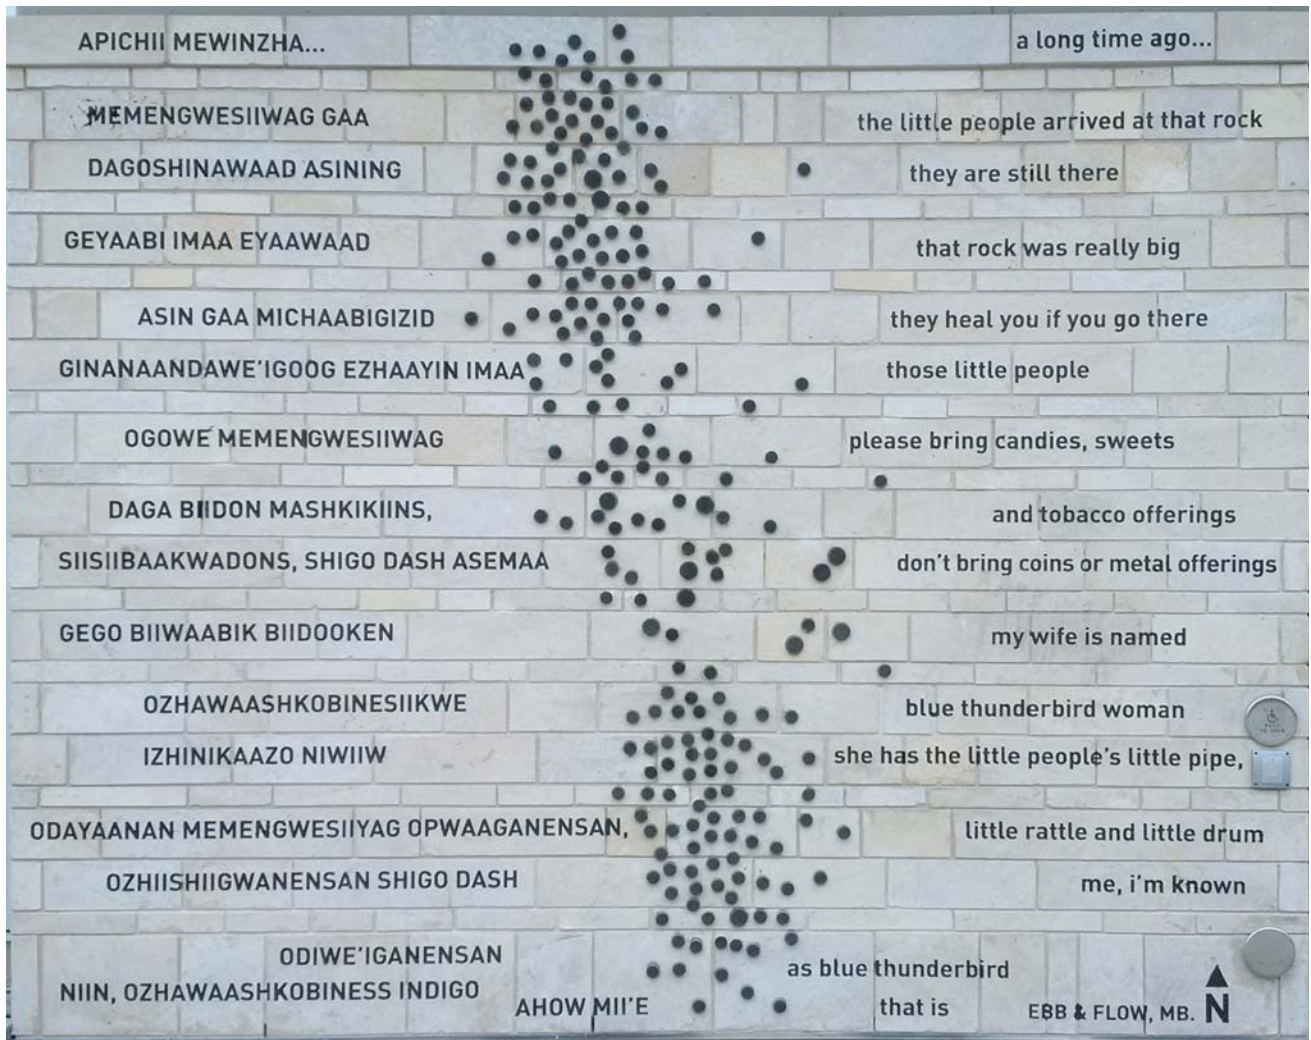 APICHII MEWINZHA...
MEMENGWESIIWAG GAA
DAGOSHINAWAAD ASINING
GEYAABI IMAA EYAAWAAD
ASIN GAA MICHAABIGIZID
GINANAANDAWE'IGOOG EZHAAYIN IMAA
OGOWE MEMENGWESIIWAG
DAGA BIIDON MASHKIKIINS,
SIISIIBAAKWADONS, SHIGO DASH ASEMAA
GEGO BIIWAABIK BIIDOOKEN
OZHAWAASHKOBINESIIKWE
IZHINIKAAZO NIWIIW
ODAYAANAN MEMENGWESIIYAG OPWAAGANENSAN,
OZHIISHIIGWANENSAN SHIGO DASH
ODIWE'IGANENSAN
NIIN, OZHAWAASHKOBINESS INDIGO
AHOW MII'E
a long time ago...
the little people arrived at that rock
they are still there
that rock was really big
they heal you if you go there
those little people
please bring candies, sweets
and tobacco offerings
don't bring coins or metal offerings
my wife is named
blue thunderbird woman
she has the little people's little pipe,
little rattle and little drum
me, i'm known
as blue thunderbird
that is
EBB & FLOW, MB.
N